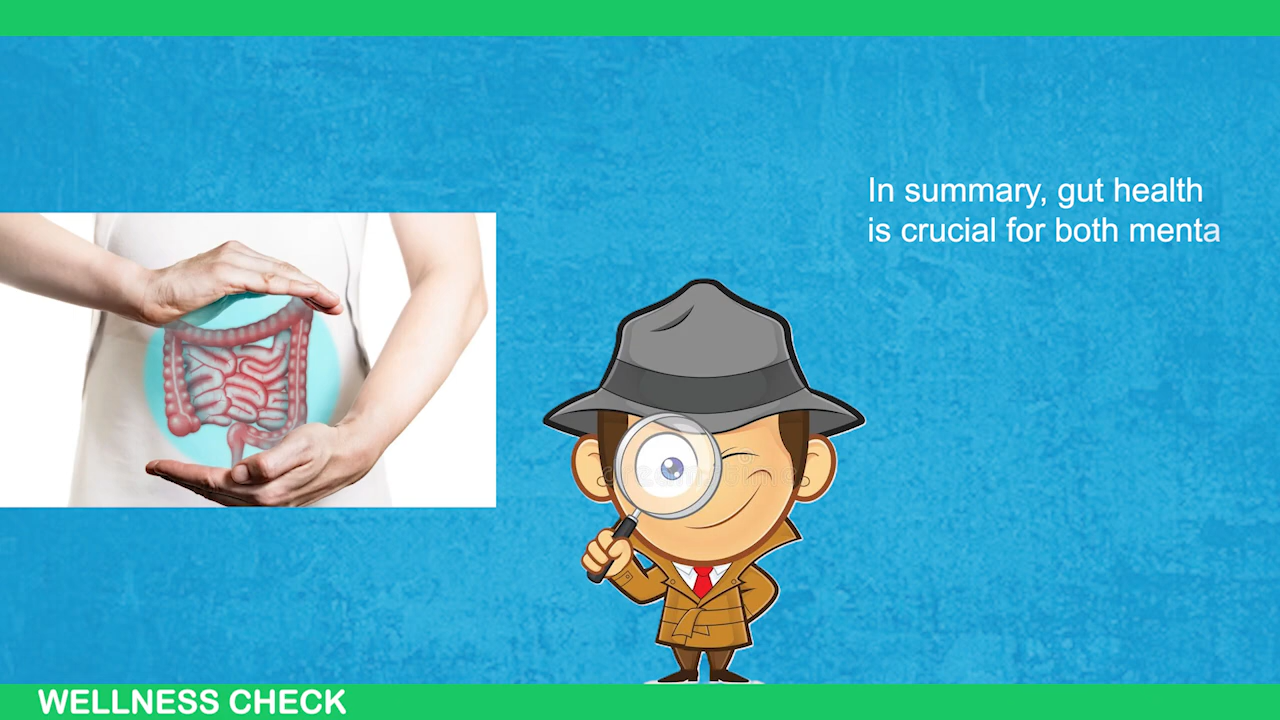 In summary, gut health
is crucial for both menta
WELLNESS CHECK